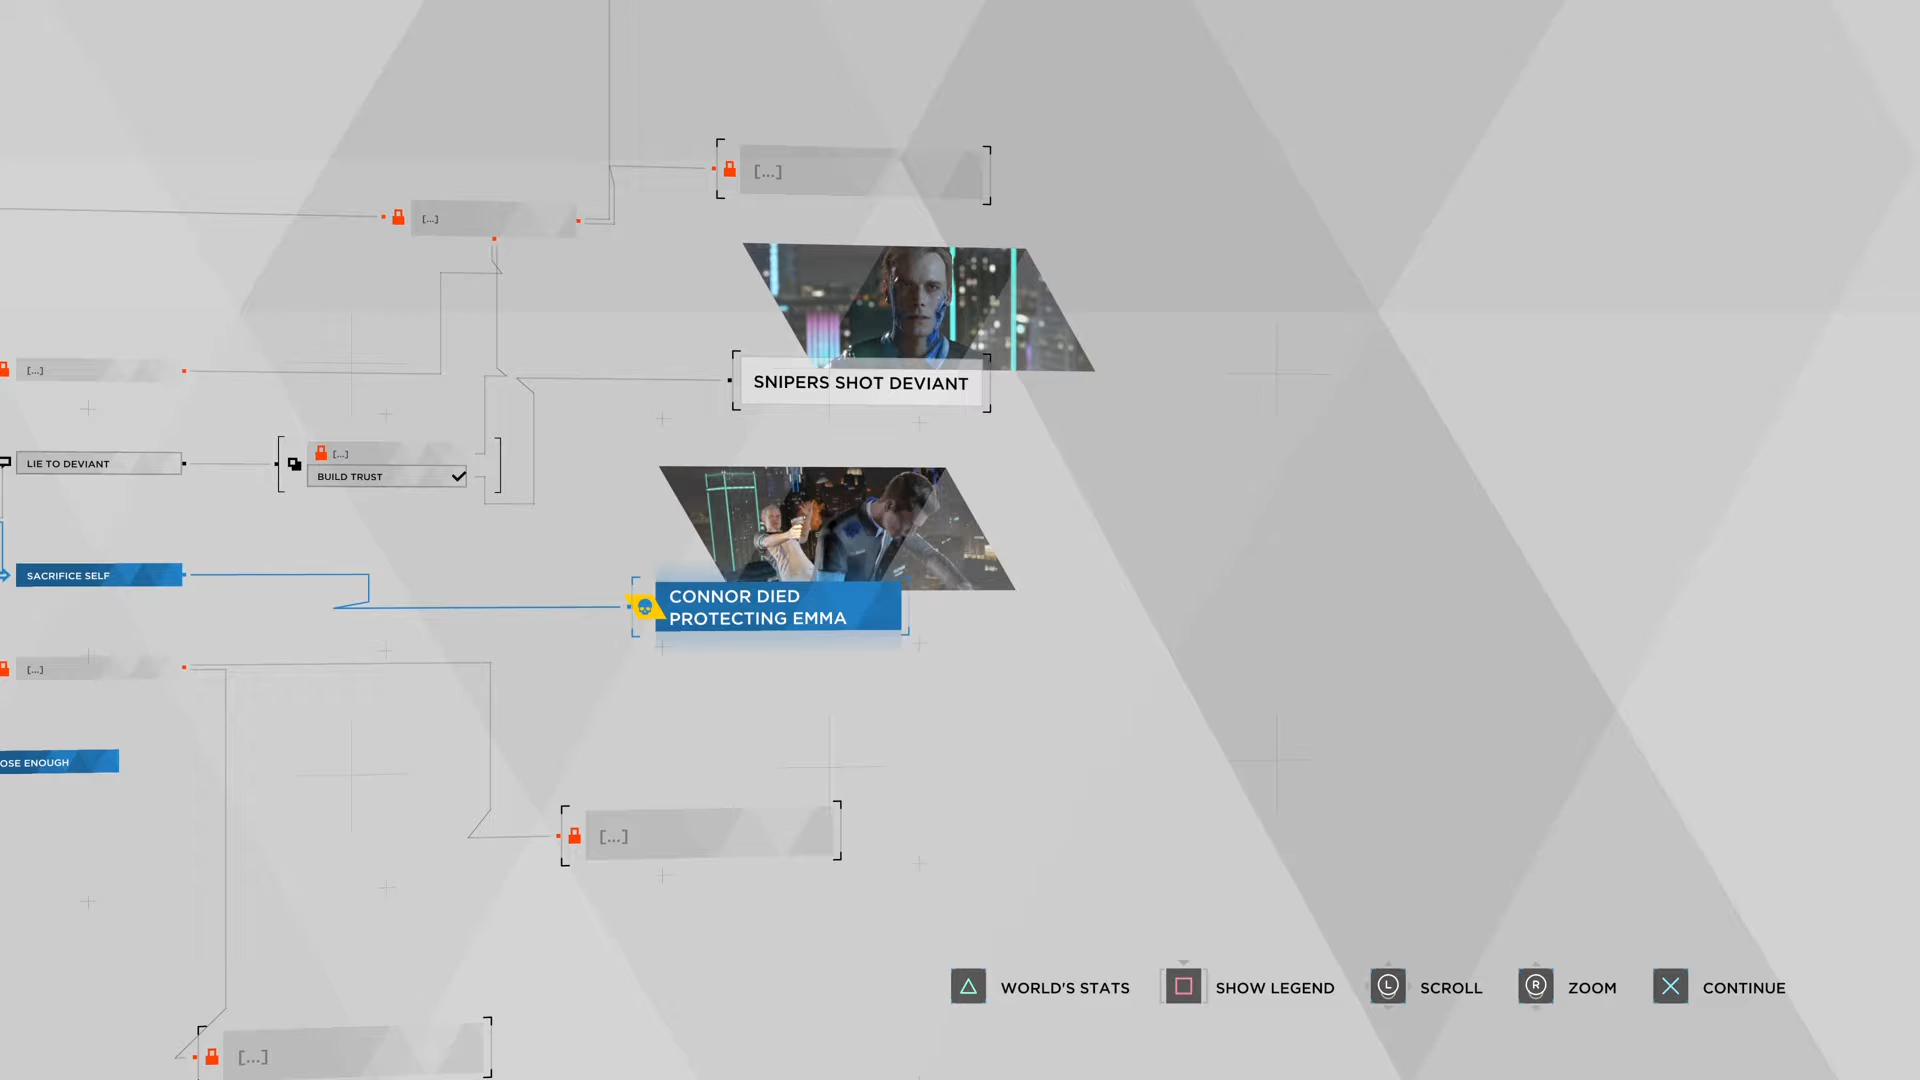 [...]
[...]
[...]
SNIPERS SHOT DEVIANT
[...]
LIE TO DEVIANT
BUILD TRUST
SACRIFICE SELF
CONNOR DIED
PROTECTING EMMA
[...]
OSE ENOUGH
[...]
WORLD'S STATS
SHOW LEGEND
L
SCROLL
R
ZOOM
CONTINUE
[...]